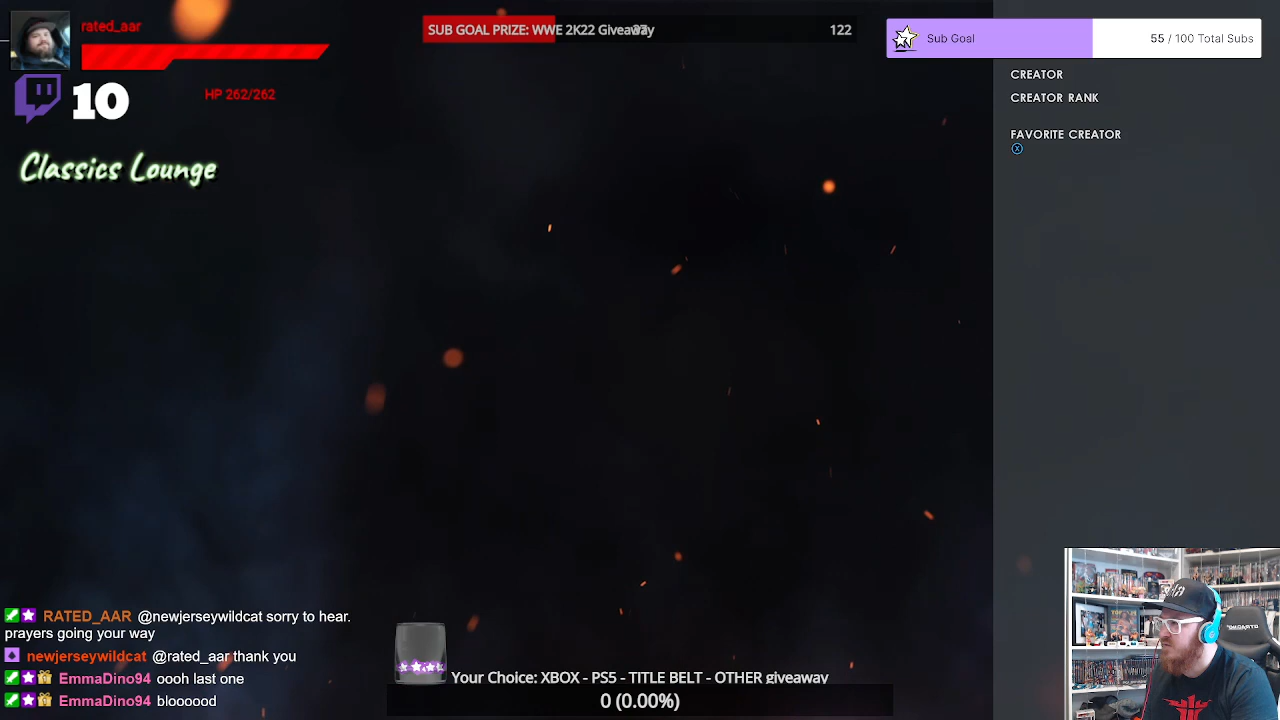 rated_aar
SUB GOAL PRIZE: WWE 2K22 Giveaway
122
Sub Goal
55 / 100 Total Subs
10
HP 262/262
Classics Lounge
CREATOR
CREATOR RANK
FAVORITE CREATOR
X
RATED_AAR @newjerseywildcat sorry to hear.
prayers going your way
newjerseywildcat @rated_aar thank you
EmmaDino94 oooh last one
EmmaDino94 bloooood
Your Choice: XBOX - PS5 - TITLE BELT - OTHER giveaway
0 (0.00%)